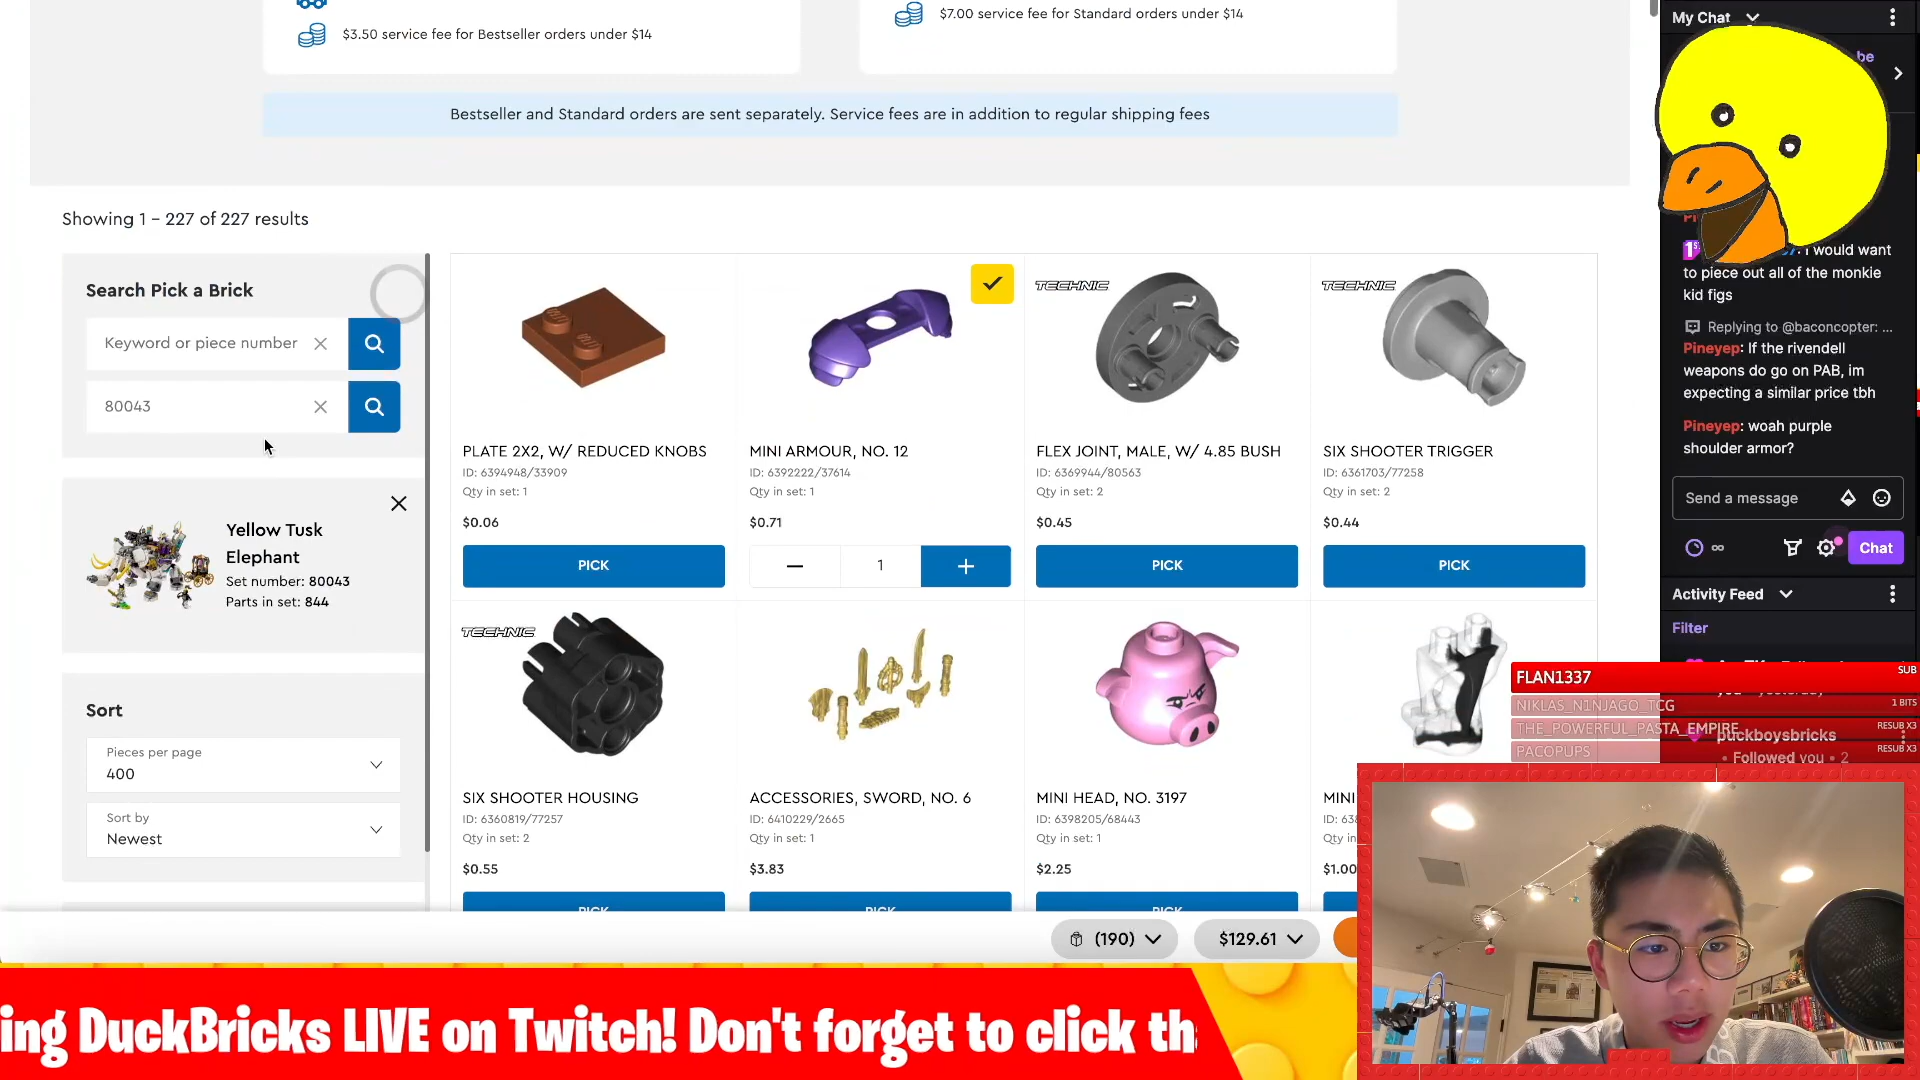 $3.50 service fee for Bestseller orders under $14
$7.00 service fee for Standard orders under $14
Bestseller and Standard orders are sent separately. Service fees are in addition to regular shipping fees
Showing 1 - 227 of 227 results
Search Pick a Brick
Keyword or piece number
80043
Yellow Tusk
Elephant
Set number: 80043
Parts in set: 844
Sort
Pieces per page
400
Sort by
Newest
PLATE 2X2, W/ REDUCED KNOBS
ID: 6394948/33909
Qty in set: 1
$0.06
PICK
MINI ARMOUR, NO. 12
ID: 6392222/37614
Qty in set: 1
$0.71
1
TECHNIC
FLEX JOINT, MALE, W/ 4.85 BUSH
ID: 6369944/80563
Qty in set: 2
$0.45
PICK
TECHNIC
SIX SHOOTER TRIGGER
ID: 6361703/77258
Qty in set: 2
$0.44
PICK
TECHNIC
SIX SHOOTER HOUSING
ID: 6360819/77257
Qty in set: 2
$0.55
PICK
ACCESSORIES, SWORD, NO. 6
ID: 6410229/2665
Qty in set: 1
$3.83
PICK
MINI HEAD, NO. 3197
ID: 6398205/68443
Qty in set: 1
$2.25
PICK
MINI
ID: 638
Qty in
$1.00
(190)
$129.61
My Chat
be
I would want
to piece out all of the monkie
kid figs
Replying to @baconcopter: ...
Pineyep: If the rivendell
weapons do go on PAB, im
expecting a similar price tbh
Pineyep: woah purple
shoulder armor?
Send a message
Chat
Activity Feed
Filter
FLAN1337
SUB
NIKLAS_N1NJAGO_TCG
1 BITS
THE_POWERFUL_PASTA_EMPIRE
RESUB X3
PACOPUPS
RESUB X3
puckboysbricks
• Followed you • 2
ing DuckBricks LIVE on Twitch! Don't forget to click th